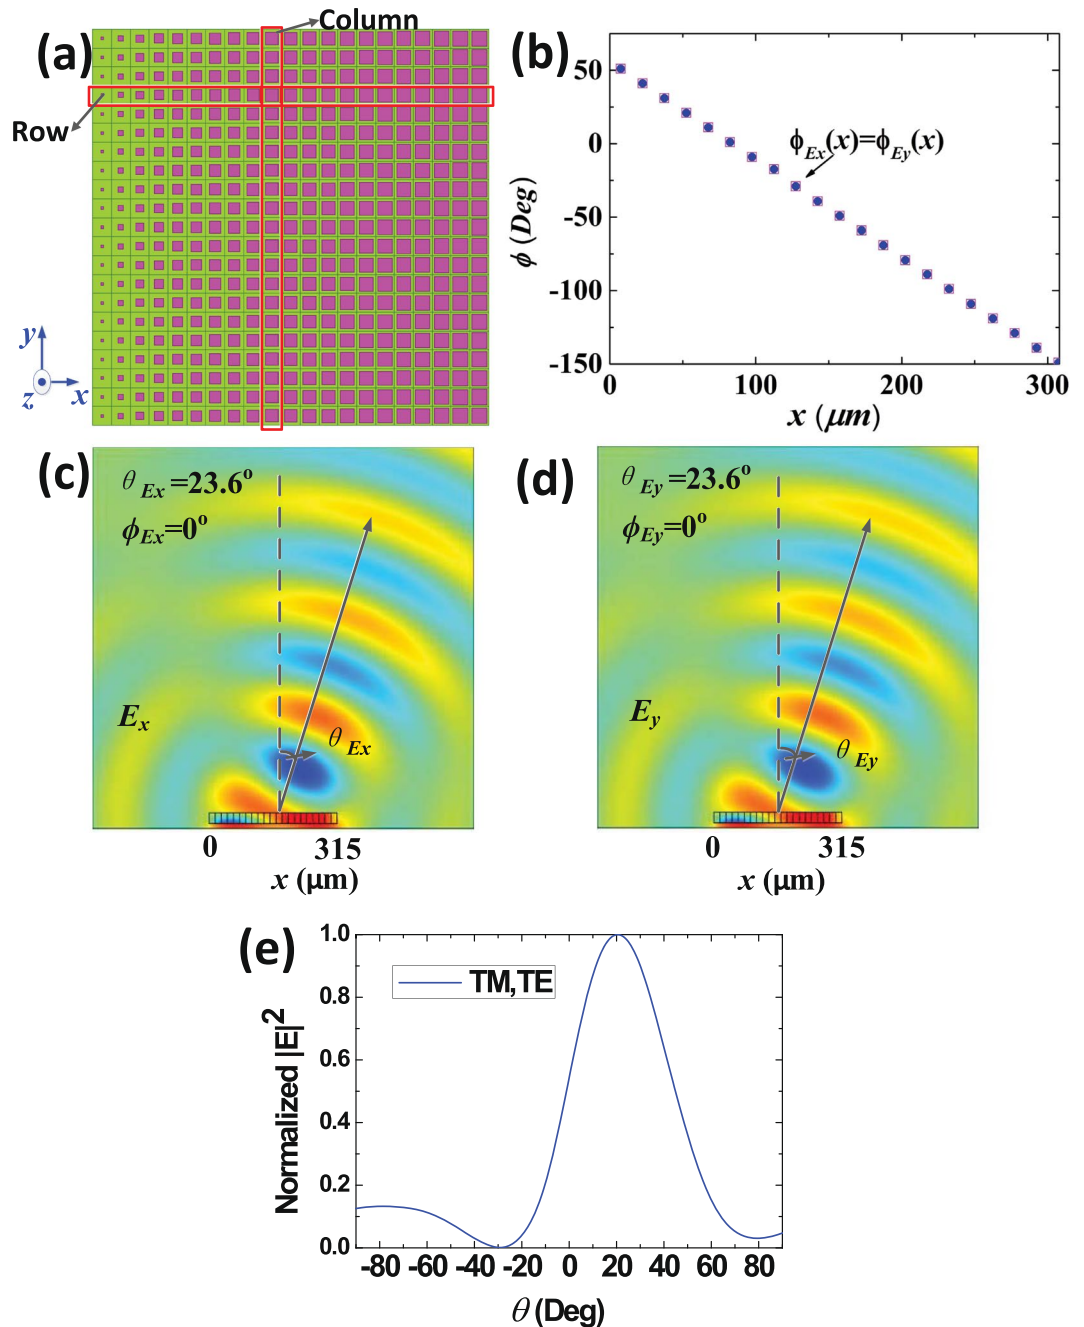 (a)
Column
Row
y
z
x
(b)
50
0
-50
-100
-150
ϕ (Deg)
ϕEx(x)=ϕEy(x)
0
100
200
300
x (μm)
(c)
θEx=23.6°
ϕEx=0°
Ex
θEx
0
315
x (μm)
(d)
θEy=23.6°
ϕEy=0°
Ey
θEy
0
315
x (μm)
(e)
1.0
0.8
0.6
0.4
0.2
0.0
Normalized |E|²
TM,TE
-80
-60
-40
-20
0
20
40
60
80
θ (Deg)